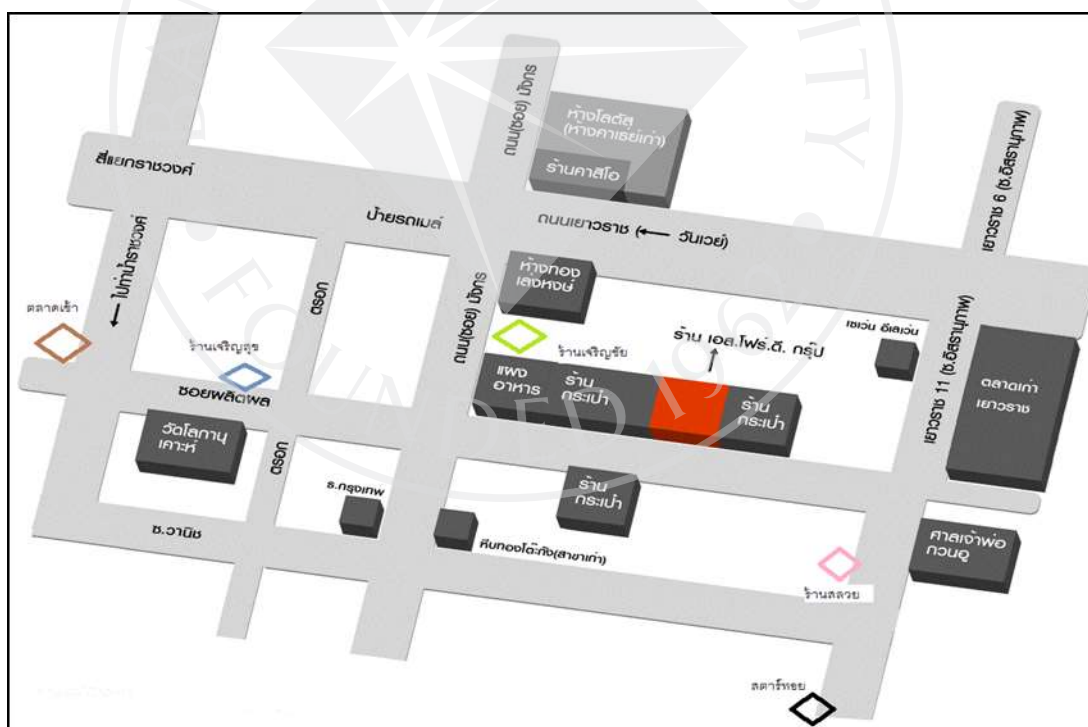 ถนน(ซอย) มังกร
ห้างโลตัส
(ห้างคาเธย์เก่า)
ร้านคาสิโอ
เยาวราช 6 (ซ.อิสรานุภาพ)
สี่แยกราชวงศ์
ป้ายรถเมล์
ถนนเยาวราช (← วันเวย์)
→ ไปท่าน้ำราชวงศ์
ตรอก
ถนน(ซอย) มังกร
ห้างทอง
เล่งหงษ์
ตลาดเช้า
ร้านเจริญสุข
ร้านเจริญชัย
ร้าน เอส.โฟร์.ดี. กรุ๊ป
เซเว่น อีเลเว่น
เยาวราช 11 (ซ.อิสรานุภาพ)
ตลาดเก่า
เยาวราช
แผง
อาหาร
ร้าน
กระเป๋า
ร้าน
กระเป๋า
ซอยผลิตผล
วัดโลกานุ
เคาะห์
ตรอก
ธ.กรุงเทพ
ร้าน
กระเป๋า
ซ.วานิช
หีบทองโต๊ะกัง(สาขาเก่า)
ศาลเจ้าพ่อ
กวนอู
ร้านสลวย
สตาร์ทอย
FOUNDED 1962